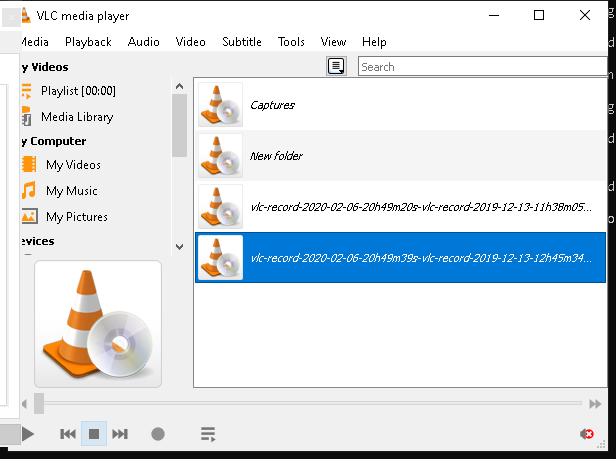 VLC media player
Media Playback Audio Video Subtitle Tools View Help
y Videos
Playlist [00:00]
Media Library
y Computer
My Videos
My Music
My Pictures
evices
Search
Captures
New folder
vlc-record-2020-02-06-20h49m20s-vlc-record-2019-12-13-11h38m05...
vlc-record-2020-02-06-20h49m39s-vlc-record-2019-12-13-12h45m34...